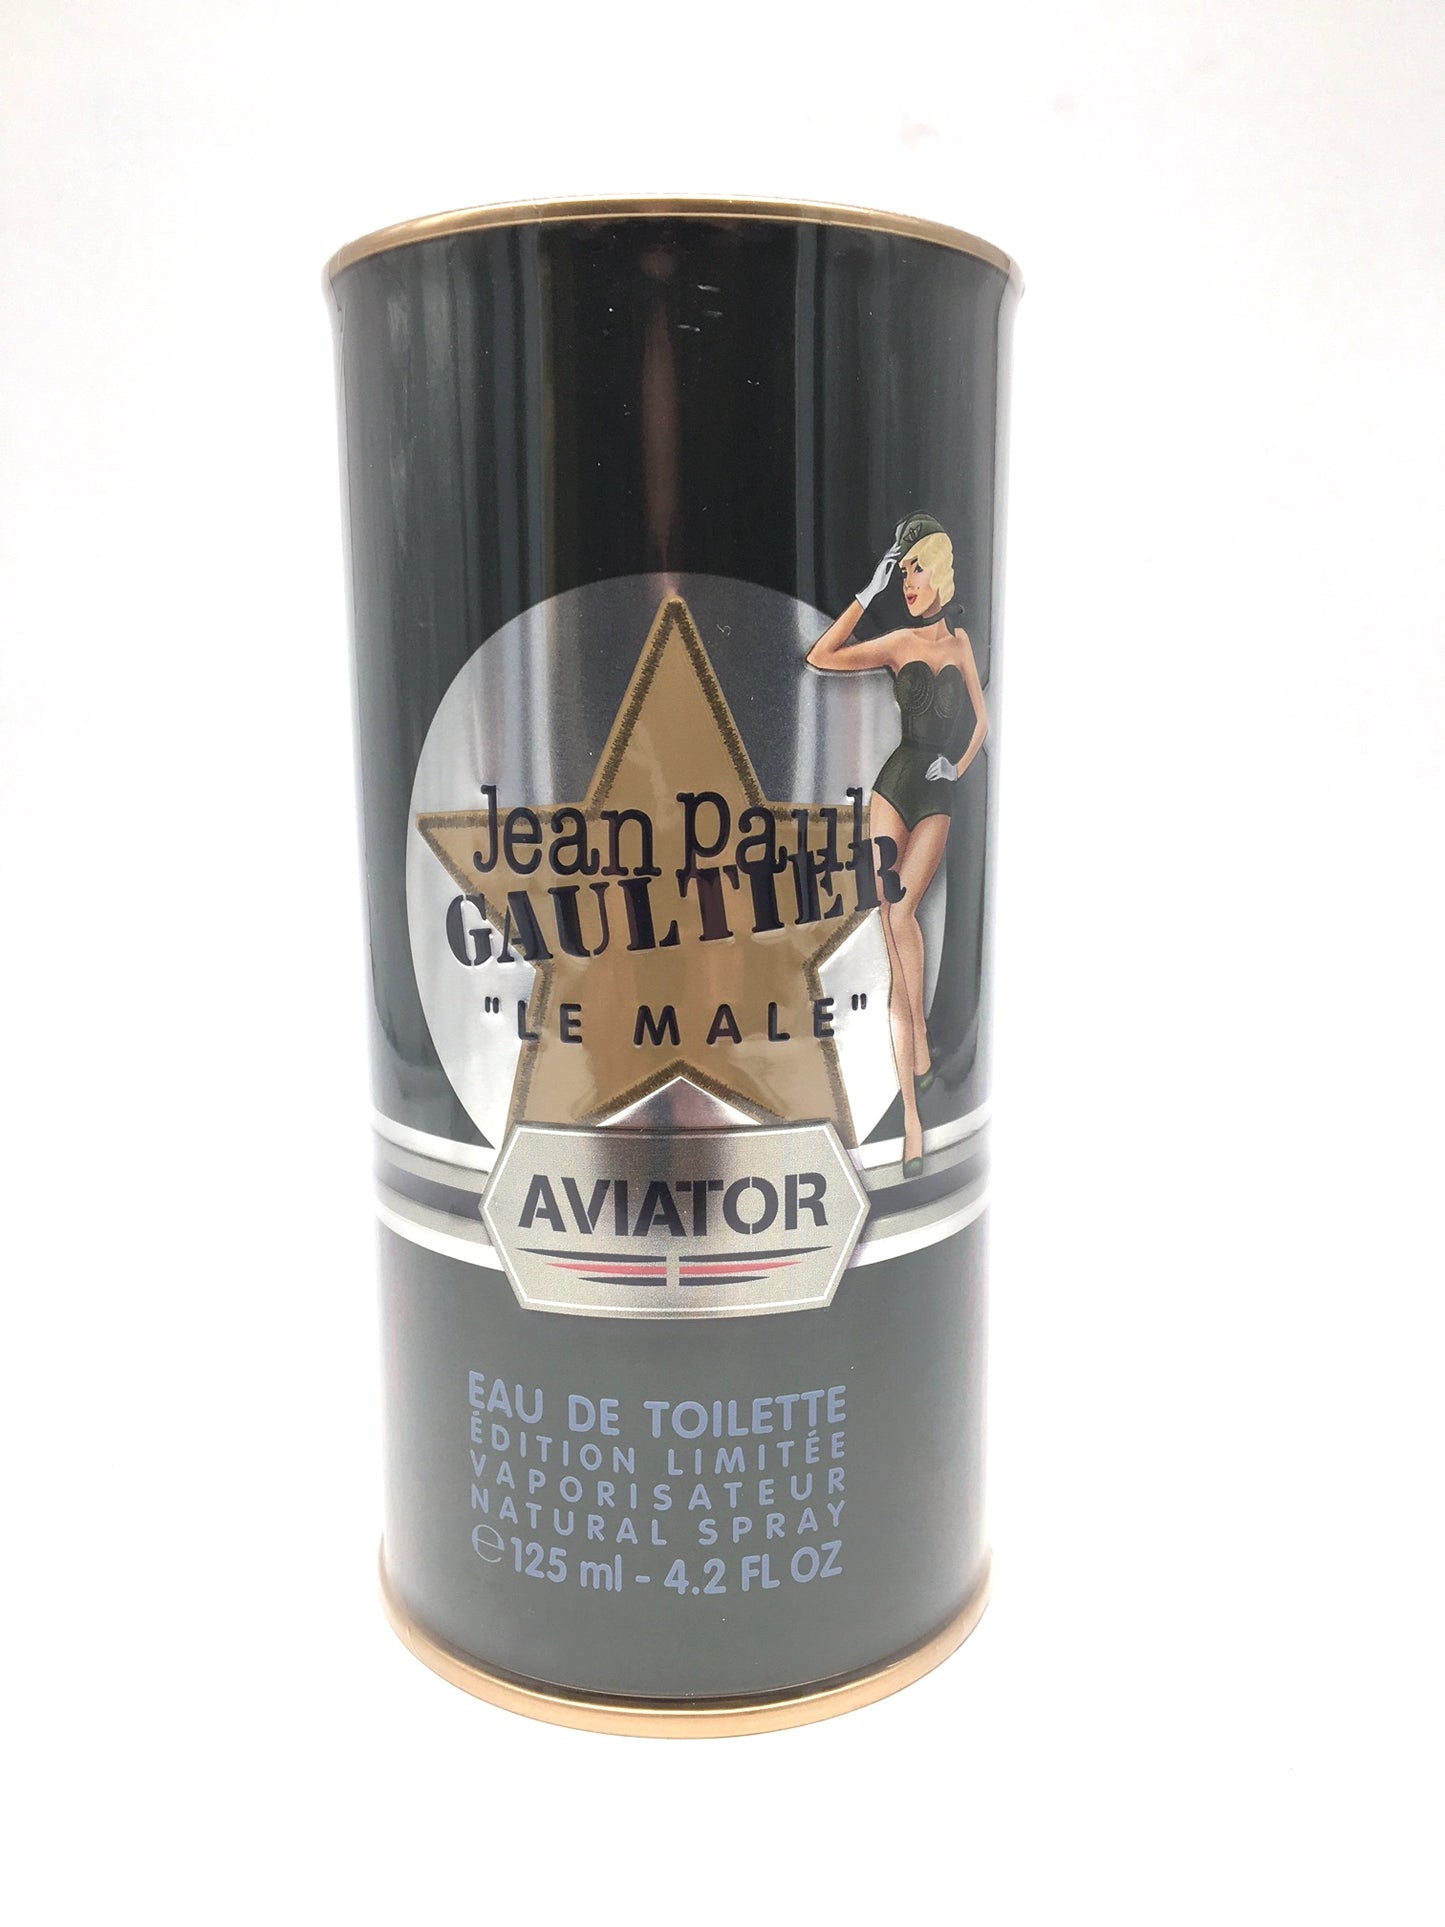 Jean Paul
GAULTIER
"LE MALE"
AVIATOR
EAU DE TOILETTE
ÉDITION LIMITÉE
VAPORISATEUR
NATURAL SPRAY
℮ 125 ml - 4.2 FL OZ